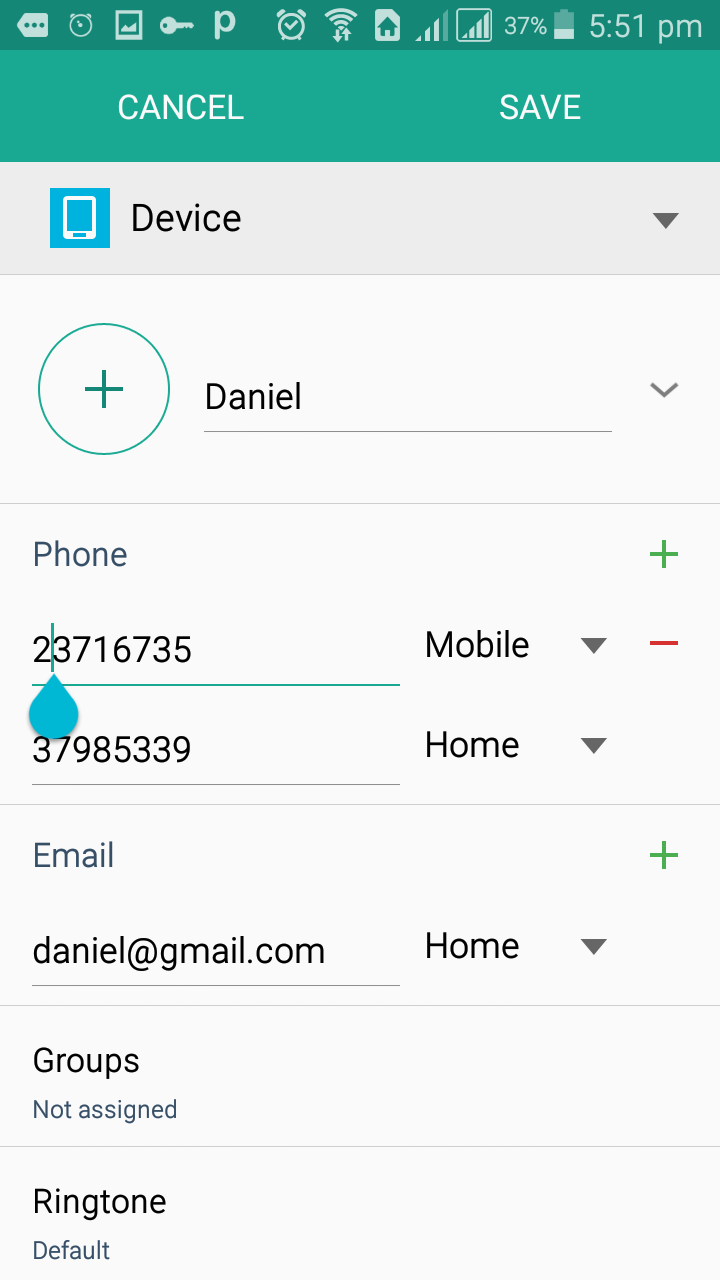 37% 5:51 pm
CANCEL SAVE
Device
Daniel
Phone
23716735 Mobile
37985339 Home
Email
daniel@gmail.com Home
Groups
Not assigned
Ringtone
Default